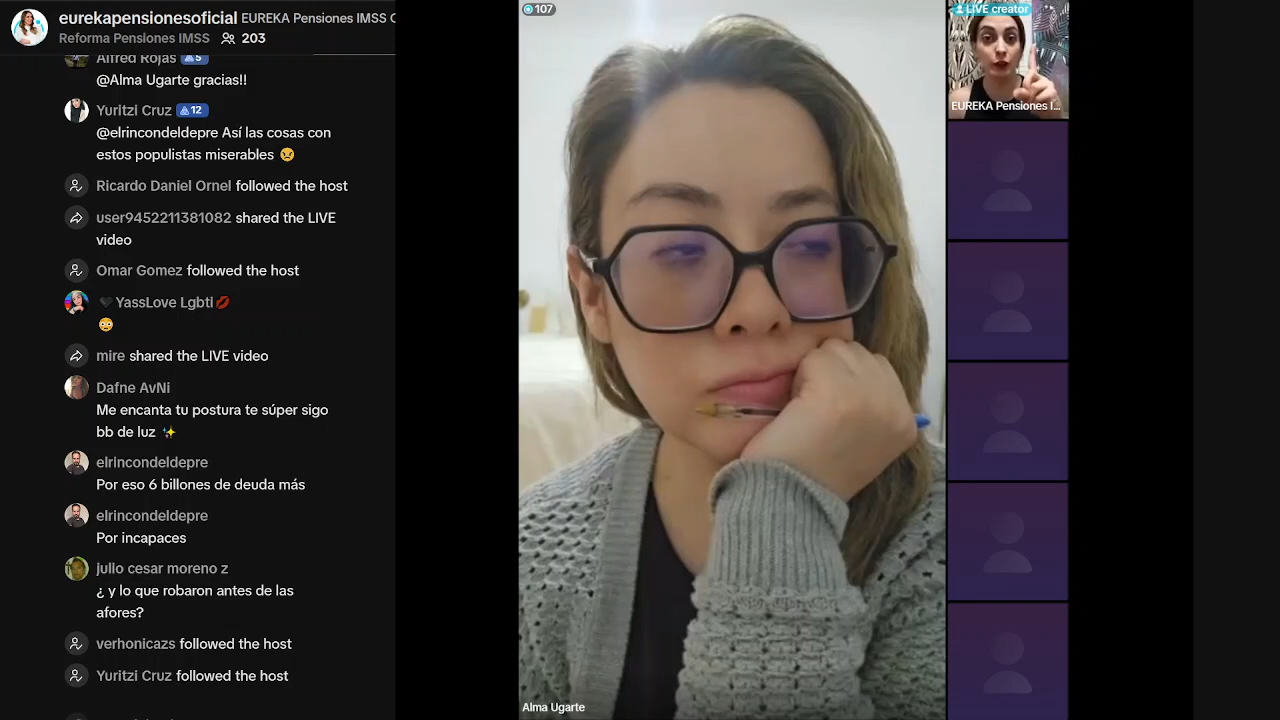 eurekapensionesoficial EUREKA Pensiones IMSS
Reforma Pensiones IMSS 203
Alfred Rojas 5
@Alma Ugarte gracias!!
Yuritzi Cruz 12
@elrincondeldepre Así las cosas con
estos populistas miserables 😠
Ricardo Daniel Ornel followed the host
user9452211381082 shared the LIVE
video
Omar Gomez followed the host
🖤YassLove Lgbti💋
😳
mire shared the LIVE video
Dafne AvNi
Me encanta tu postura te súper sigo
bb de luz ✨
elrincondeldepre
Por eso 6 billones de deuda más
elrincondeldepre
Por incapaces
julio cesar moreno z
¿ y lo que robaron antes de las
afores?
verhonicazs followed the host
Yuritzi Cruz followed the host
107
Alma Ugarte
LIVE creator
EUREKA Pensiones I...